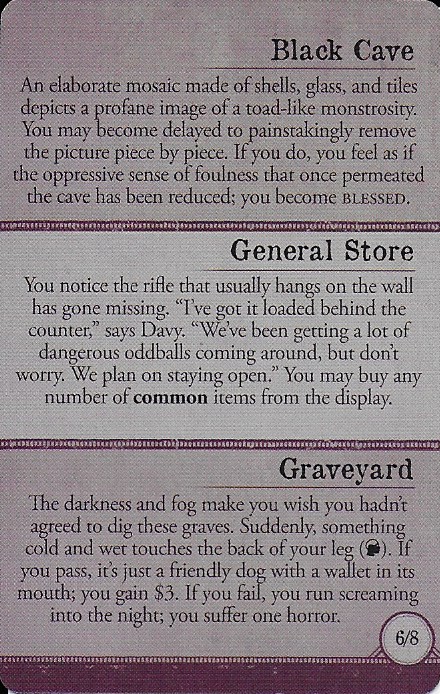 Black Cave
An elaborate mosaic made of shells, glass, and tiles
depicts a profane image of a toad-like monstrosity.
You may become delayed to painstakingly remove
the picture piece by piece. If you do, you feel as if
the oppressive sense of foulness that once permeated
the cave has been reduced; you become BLESSED.
General Store
You notice the rifle that usually hangs on the wall
has gone missing. “I’ve got it loaded behind the
counter,” says Davy. “We’ve been getting a lot of
dangerous oddballs coming around, but don’t
worry. We plan on staying open.” You may buy any
number of common items from the display.
Graveyard
The darkness and fog make you wish you hadn’t
agreed to dig these graves. Suddenly, something
cold and wet touches the back of your leg (). If
you pass, it’s just a friendly dog with a wallet in its
mouth; you gain $3. If you fail, you run screaming
into the night; you suffer one horror.
6/8